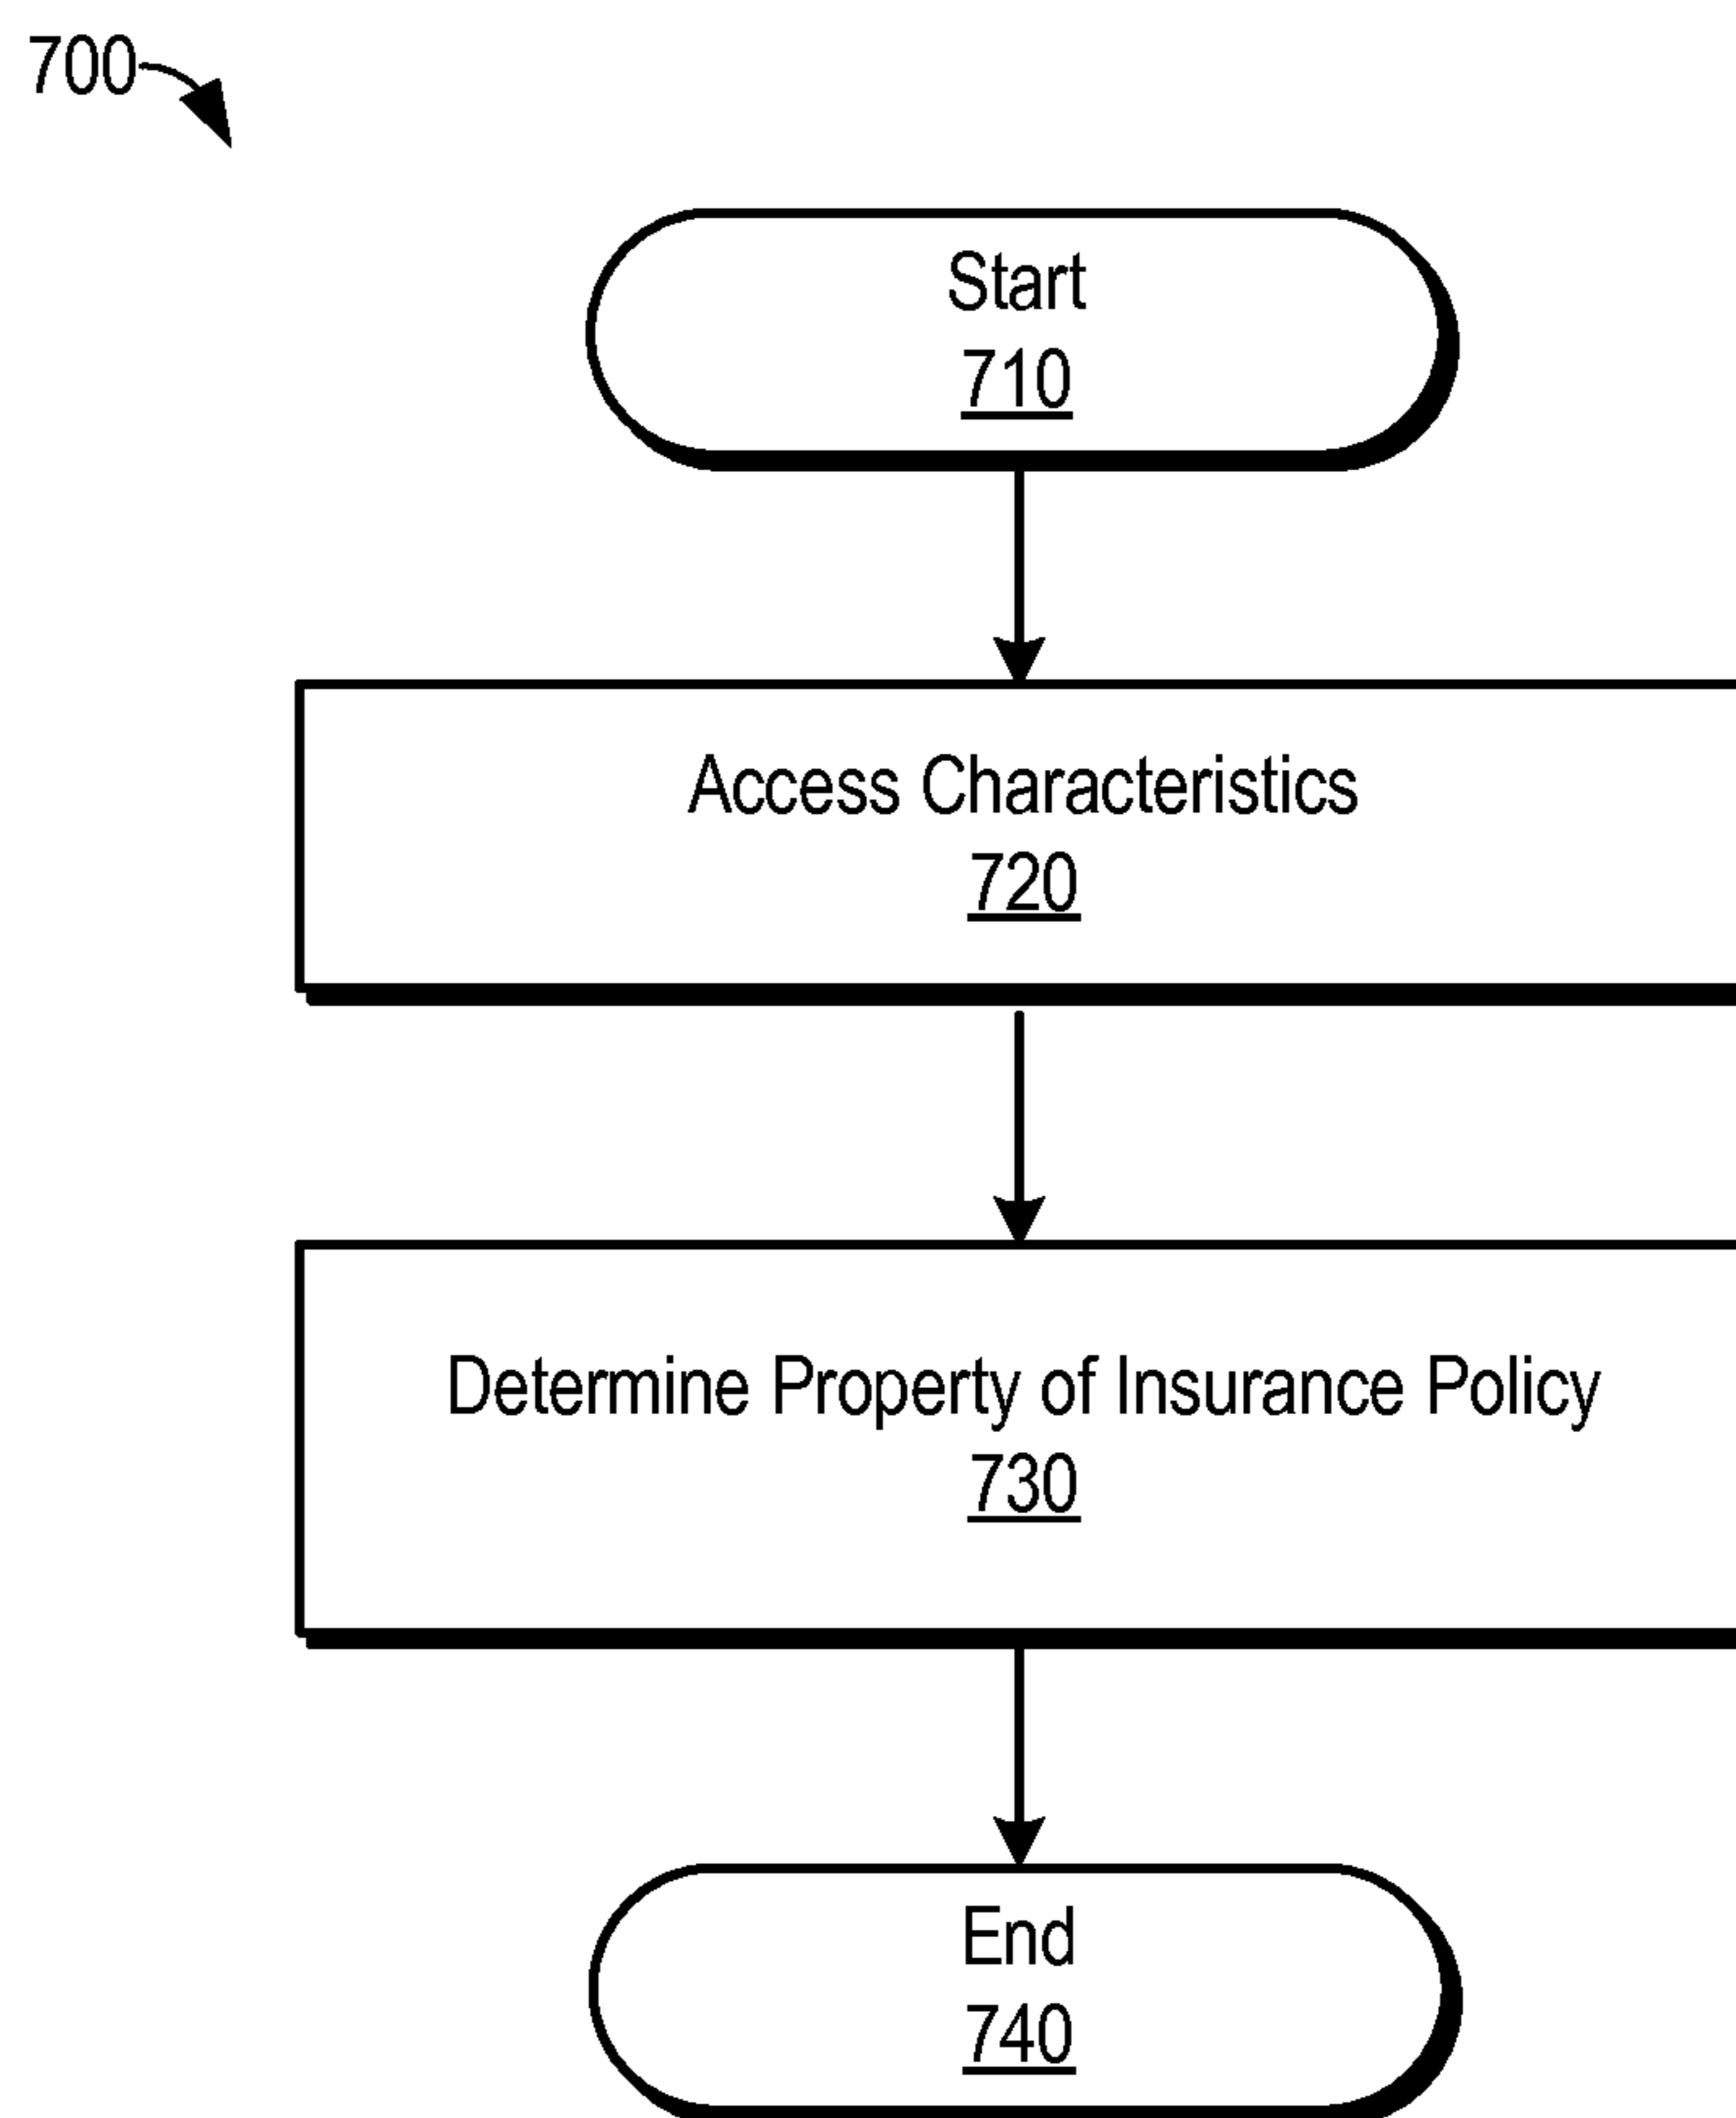 700
Start
710
Access Characteristics
720
Determine Property of Insurance Policy
730
End
740